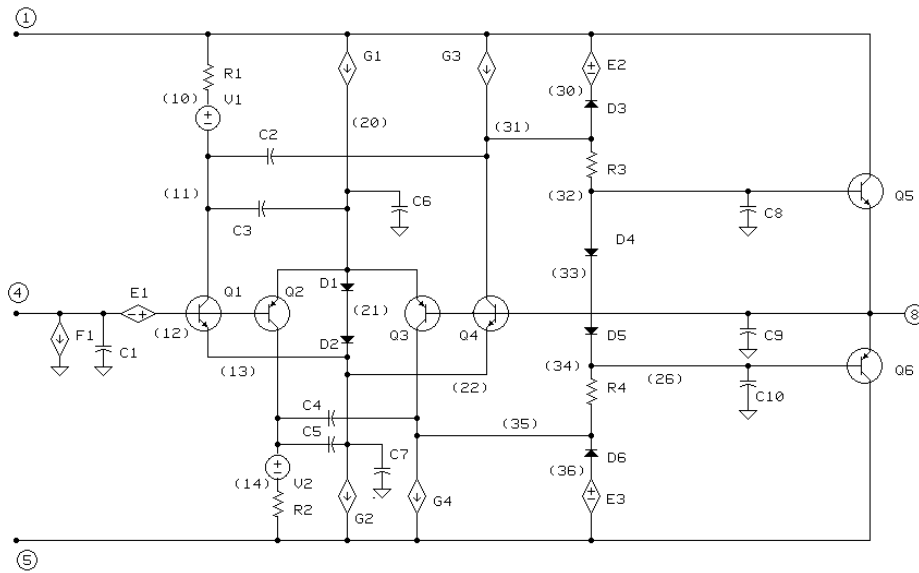 1
G1
G3
E2
R1
(10)
V1
(30)
D3
(20)
(31)
C2
R3
(11)
(32)
C6
C8
Q5
C3
D4
(33)
4
E1
Q1
Q2
D1
(21)
8
(12)
F1
C1
D2
Q3
Q4
D5
C9
(13)
(22)
(34)
(26)
Q6
R4
C10
C4
C5
(35)
C7
D6
(14)
V2
(36)
R2
G2
G4
E3
5